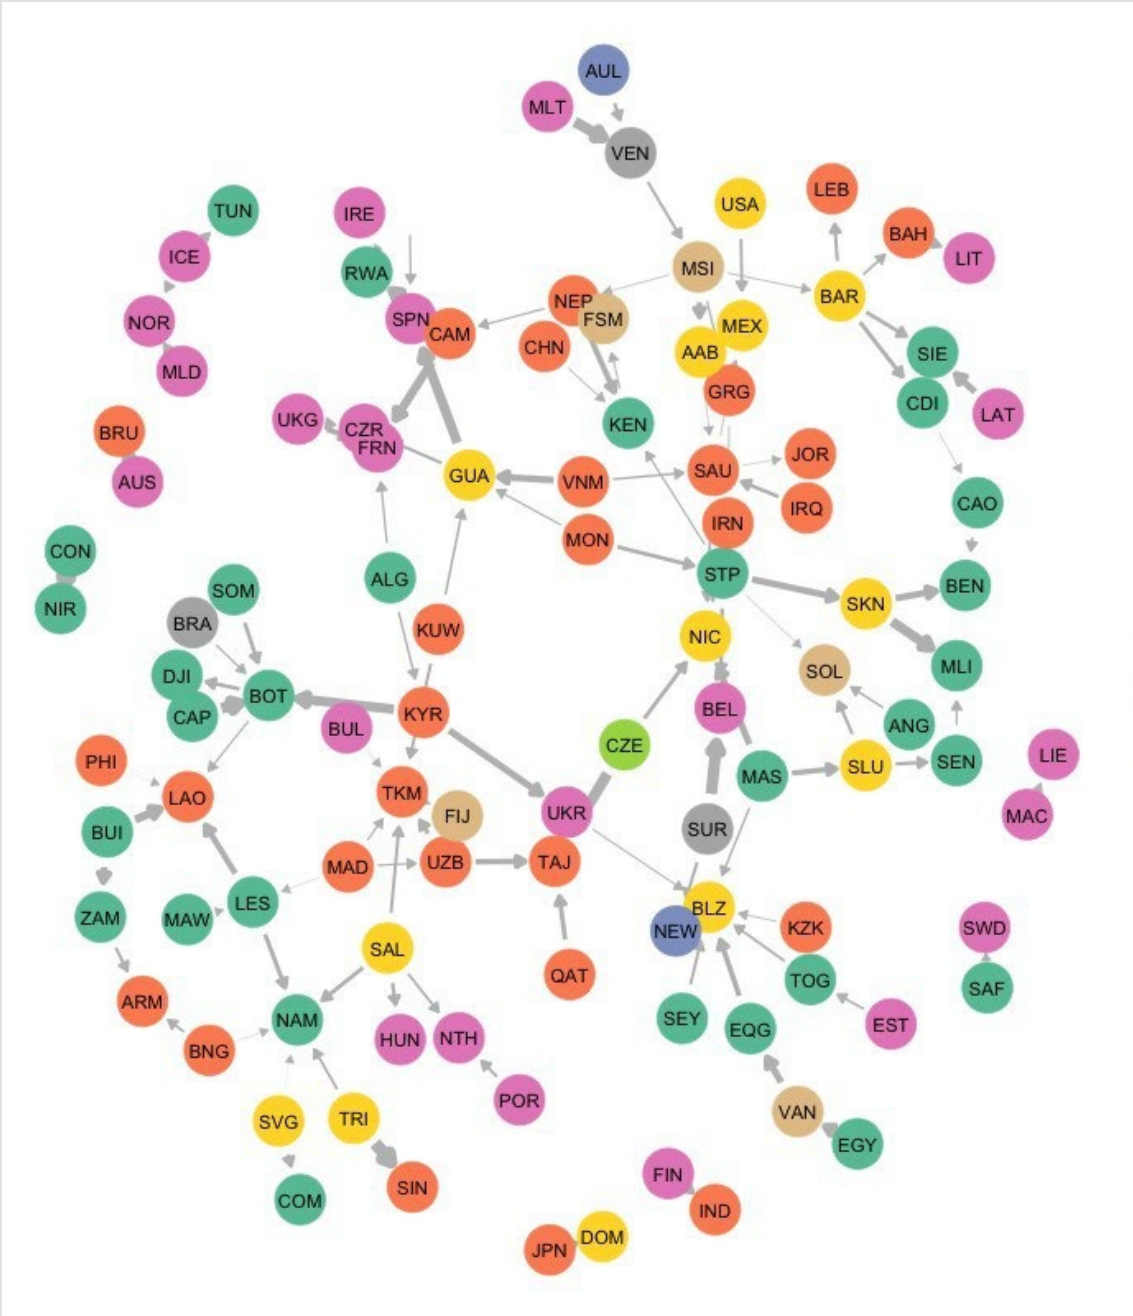 AUL
MLT
VEN
LEB
USA
TUN
IRE
BAH
ICE
LIT
MSI
RWA
BAR
NEP
FSM
NOR
SPN
MEX
CAM
CHN
AAB
SIE
MLD
GRG
CDI
LAT
UKG
KEN
CZR
BRU
FRN
JOR
SAU
GUA
AUS
VNM
CAO
IRQ
IRN
MON
CON
STP
ALG
BEN
SOM
SKN
NIR
BRA
KUW
NIC
MLI
SOL
DJI
BOT
BEL
KYR
CAP
ANG
BUL
CZE
LIE
PHI
SEN
SLU
MAS
TKM
LAO
UKR
FIJ
MAC
SUR
BUI
UZB
TAJ
MAD
LES
BLZ
ZAM
MAW
KZK
SWD
NEW
SAL
QAT
TOG
SAF
ARM
SEY
NAM
EST
EQG
NTH
HUN
BNG
POR
VAN
TRI
SVG
EGY
FIN
SIN
COM
IND
DOM
JPN